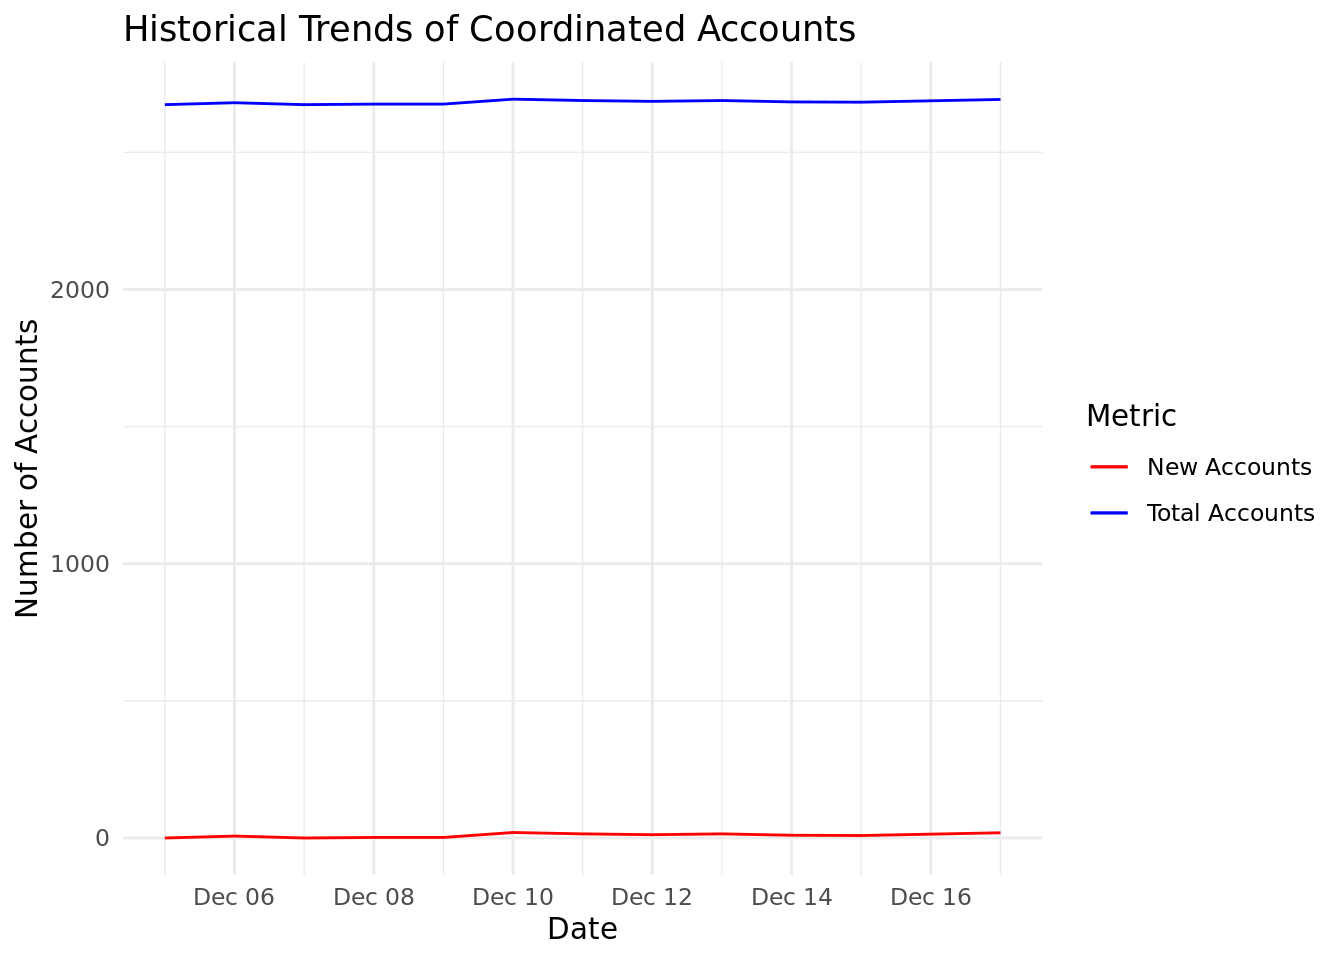 Historical Trends of Coordinated Accounts
Number of Accounts
2000
1000
0
Dec 06
Dec 08
Dec 10
Dec 12
Dec 14
Dec 16
Date
Metric
New Accounts
Total Accounts